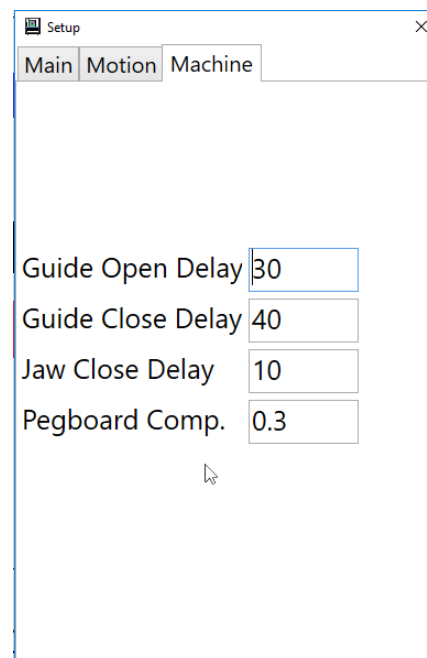 Setup
Main Motion Machine
Guide Open Delay 30
Guide Close Delay 40
Jaw Close Delay 10
Pegboard Comp. 0.3